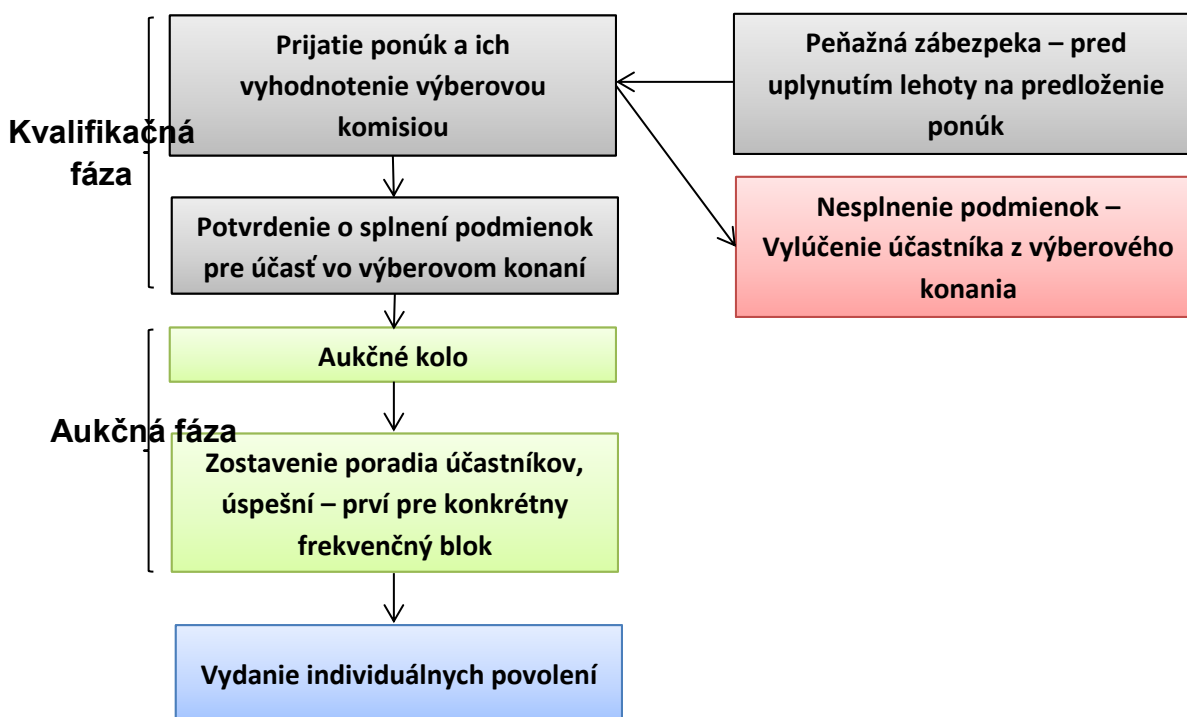 Prijatie ponúk a ich
vyhodnotenie výberovou
komisiou
Peňažná zábezpeka – pred
uplynutím lehoty na predloženie
ponúk
Kvalifikačná
fáza
Nesplnenie podmienok –
Vylúčenie účastníka z výberového
konania
Potvrdenie o splnení podmienok
pre účasť vo výberovom konaní
Aukčné kolo
Aukčná fáza
Zostavenie poradia účastníkov,
úspešní – prví pre konkrétny
frekvenčný blok
Vydanie individuálnych povolení